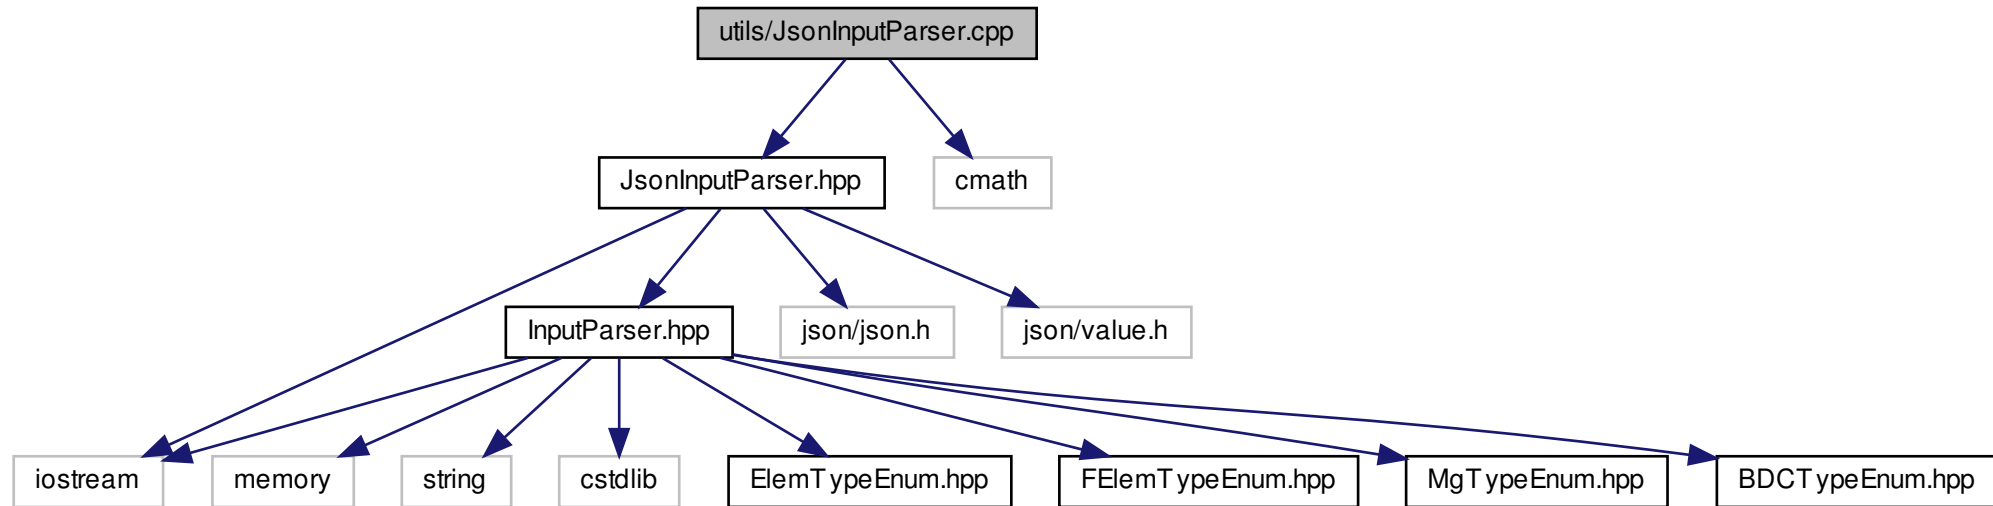 utils/JsonInputParser.cpp
JsonInputParser.hpp
cmath
InputParser.hpp
json/json.h
json/value.h
iostream
memory
string
cstdlib
ElemTypeEnum.hpp
FElemTypeEnum.hpp
MgTypeEnum.hpp
BDCTypeEnum.hpp